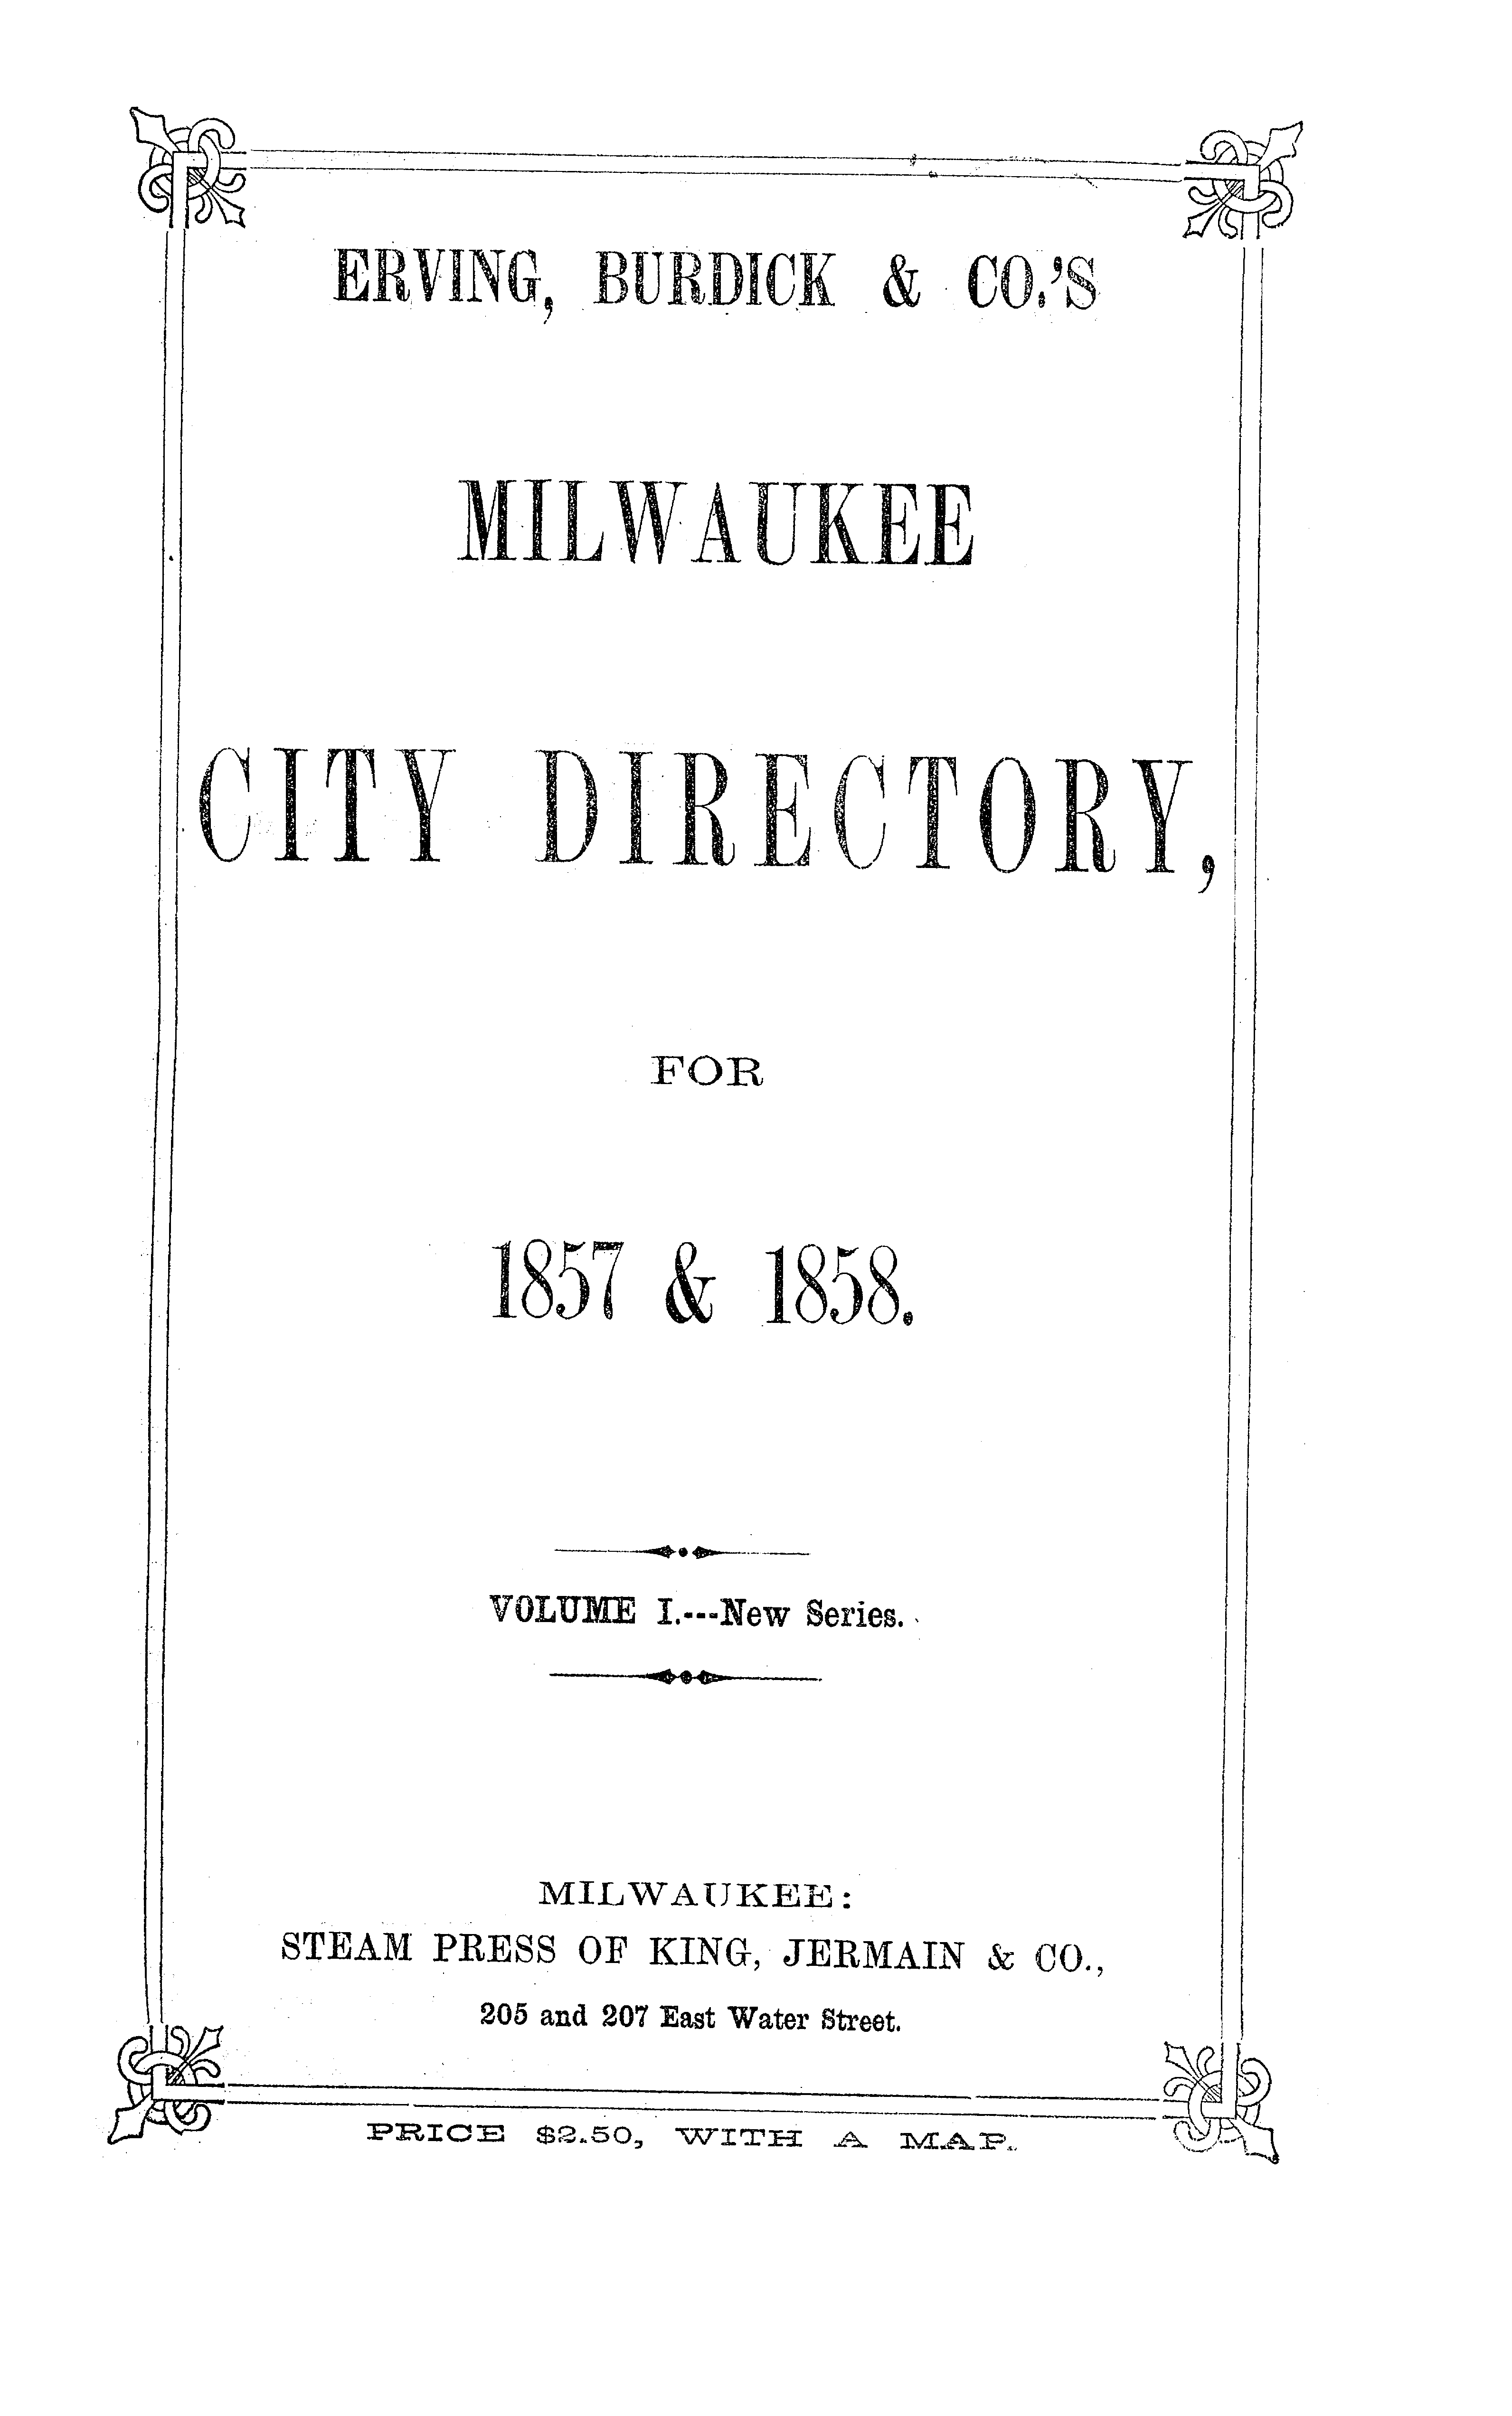 ERVING, BURDICK & CO.'S
MILWAUKEE
CITY DIRECTORY,
FOR
1857 & 1858.
VOLUME I.---New Series.
MILWAUKEE:
STEAM PRESS OF KING, JERMAIN & CO.,
205 and 207 East Water Street.
PRICE $2.50, WITH A MAP.